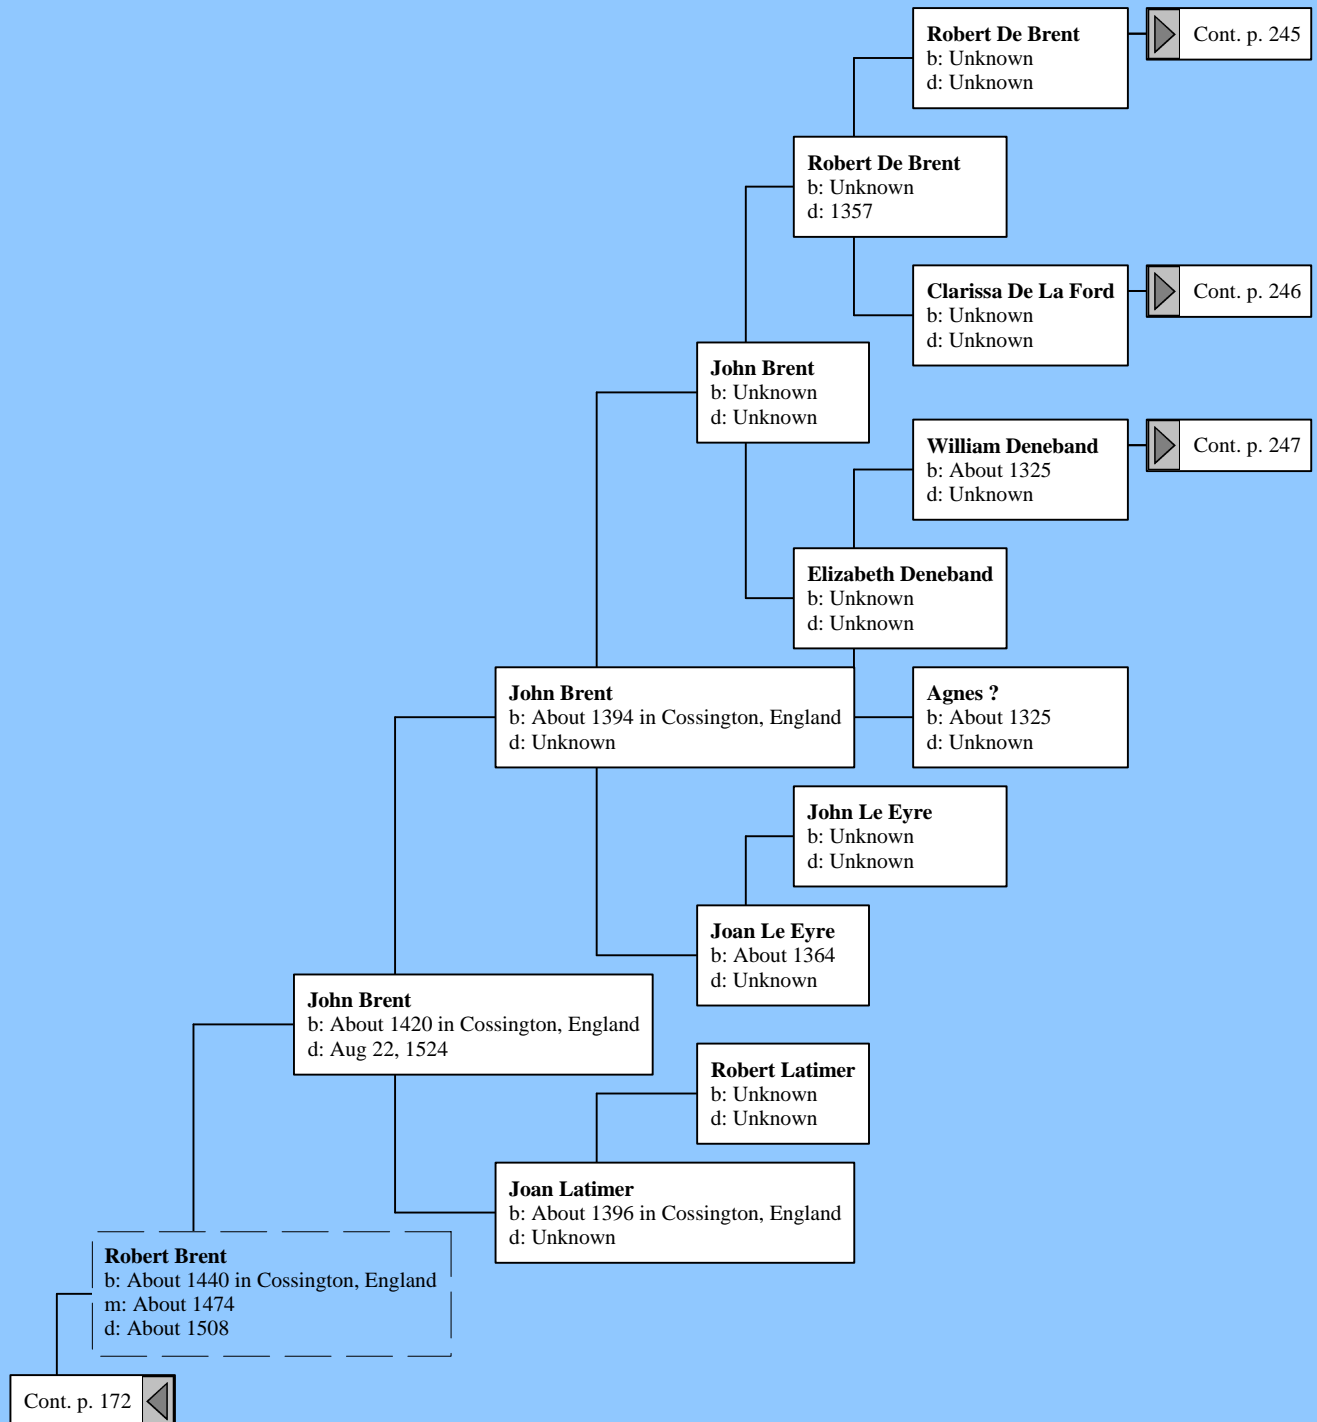 Robert De Brent
b: Unknown
d: Unknown
Cont. p. 245
Robert De Brent
b: Unknown
d: 1357
Clarissa De La Ford
b: Unknown
d: Unknown
Cont. p. 246
John Brent
b: Unknown
d: Unknown
William Deneband
b: About 1325
d: Unknown
Cont. p. 247
Elizabeth Deneband
b: Unknown
d: Unknown
John Brent
b: About 1394 in Cossington, England
d: Unknown
Agnes ?
b: About 1325
d: Unknown
John Le Eyre
b: Unknown
d: Unknown
Joan Le Eyre
b: About 1364
d: Unknown
John Brent
b: About 1420 in Cossington, England
d: Aug 22, 1524
Robert Latimer
b: Unknown
d: Unknown
Joan Latimer
b: About 1396 in Cossington, England
d: Unknown
Robert Brent
b: About 1440 in Cossington, England
m: About 1474
d: About 1508
Cont. p. 172